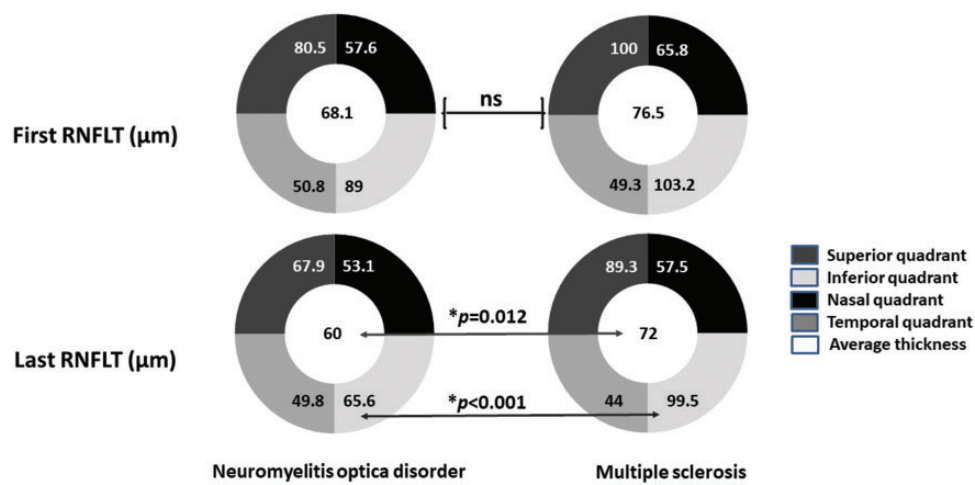 80.5 57.6
100 65.8
First RNFLT (µm)
68.1
ns
76.5
50.8 89
49.3 103.2
67.9 53.1
89.3 57.5
Superior quadrant
Inferior quadrant
Nasal quadrant
Temporal quadrant
Average thickness
Last RNFLT (µm)
60
*p=0.012
72
49.8 65.6
*p<0.001
44 99.5
Neuromyelitis optica disorder
Multiple sclerosis